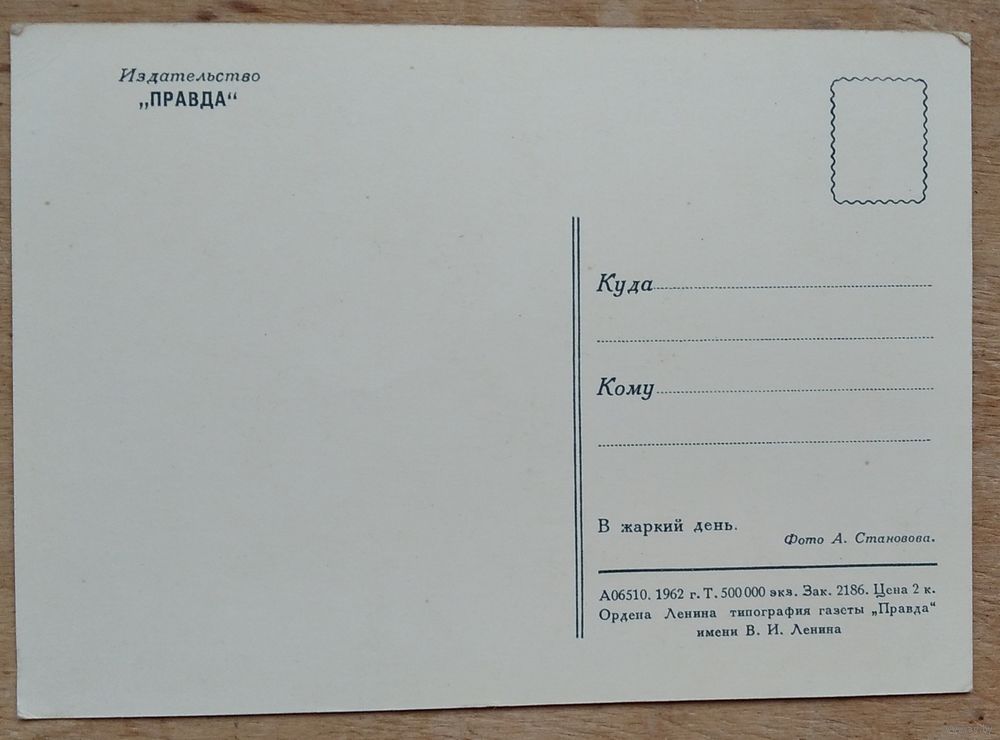 Издательство
„ПРАВДА“
Куда
Кому
В жаркий день.
Фото А. Становова.
А06510. 1962 г. Т. 500 000 экз. Зак. 2186. Цена 2 к.
Ордена Ленина типография газеты „Правда“
имени В. И. Ленина